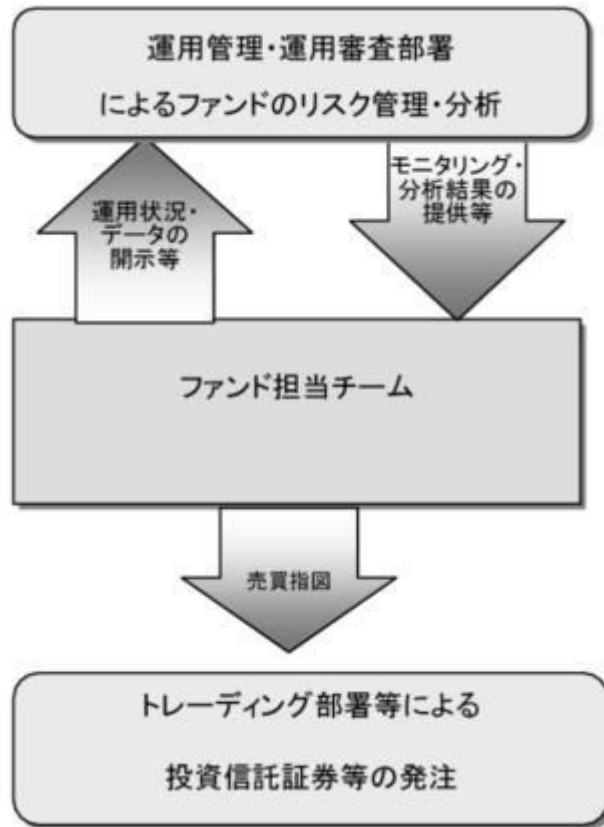 運用管理・運用審査部署
によるファンドのリスク管理・分析
運用状況・
データの
開示等
モニタリング・
分析結果の
提供等
ファンド担当チーム
売買指図
トレーディング部署等による
投資信託証券等の発注